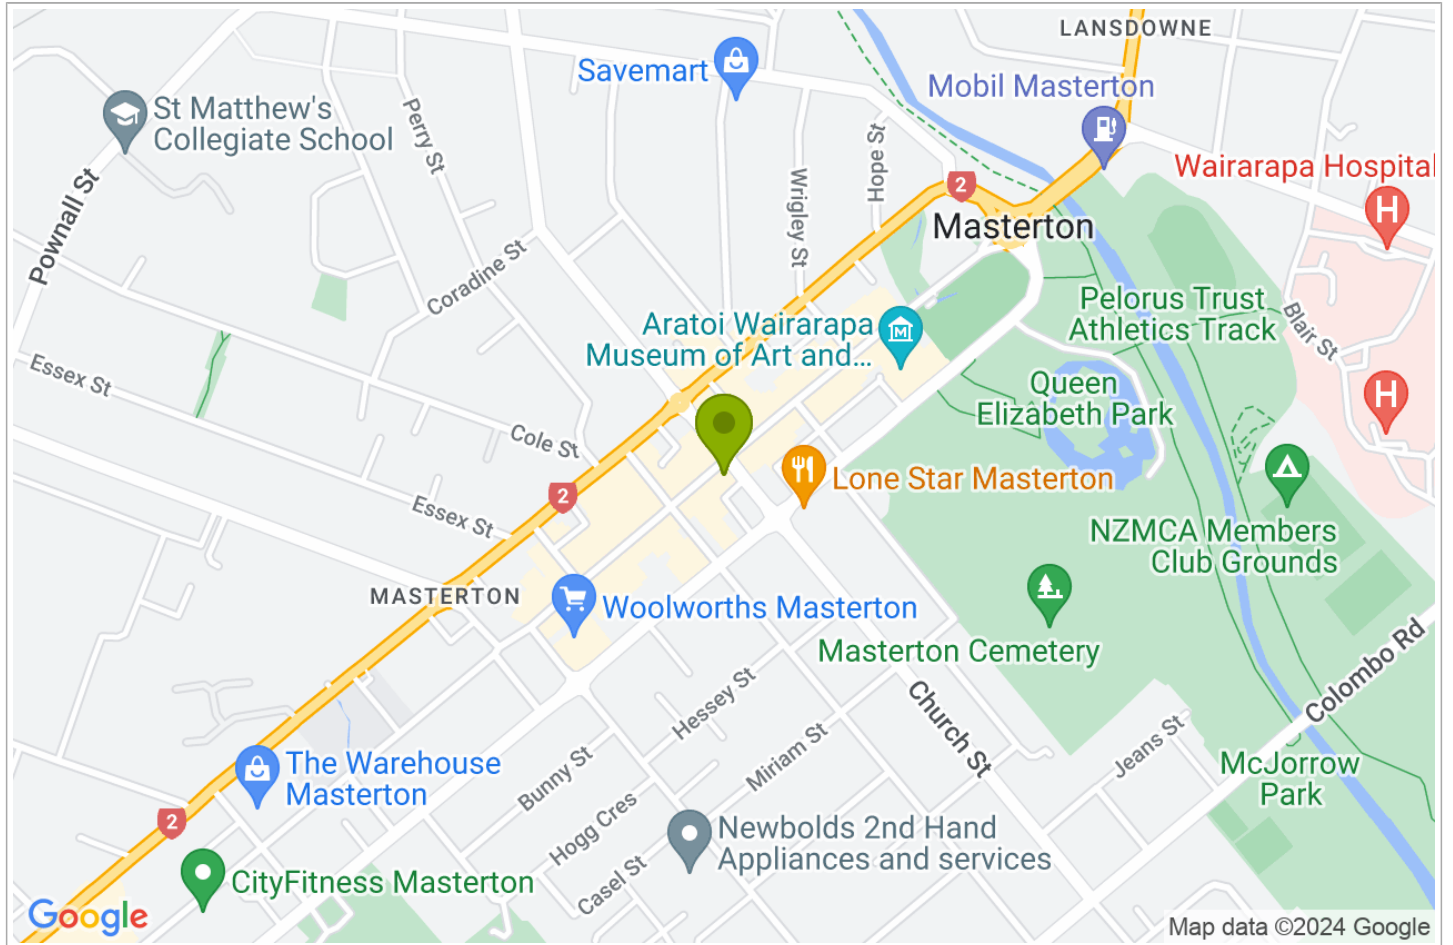 LANSDOWNE
Savemart
Mobil Masterton
St Matthew's
Collegiate School
Perry St
Hope St
Wairarapa Hospital
H
2
Wrigley St
Pownall St
Masterton
Coradine St
Pelorus Trust
Athletics Track
Blair St
Aratoi Wairarapa
Museum of Art and...
M
Essex St
Queen
Elizabeth Park
H
Cole St
Lone Star Masterton
2
Essex St
NZMCA Members
Club Grounds
MASTERTON
Woolworths Masterton
Masterton Cemetery
Colombo Rd
Hessey St
Church St
Miriam St
Jeans St
The Warehouse
Masterton
Bunny St
McJorrow
Park
2
Hogg Cres
Newbolds 2nd Hand
Appliances and services
CityFitness Masterton
Casel St
Google
Map data ©2024 Google